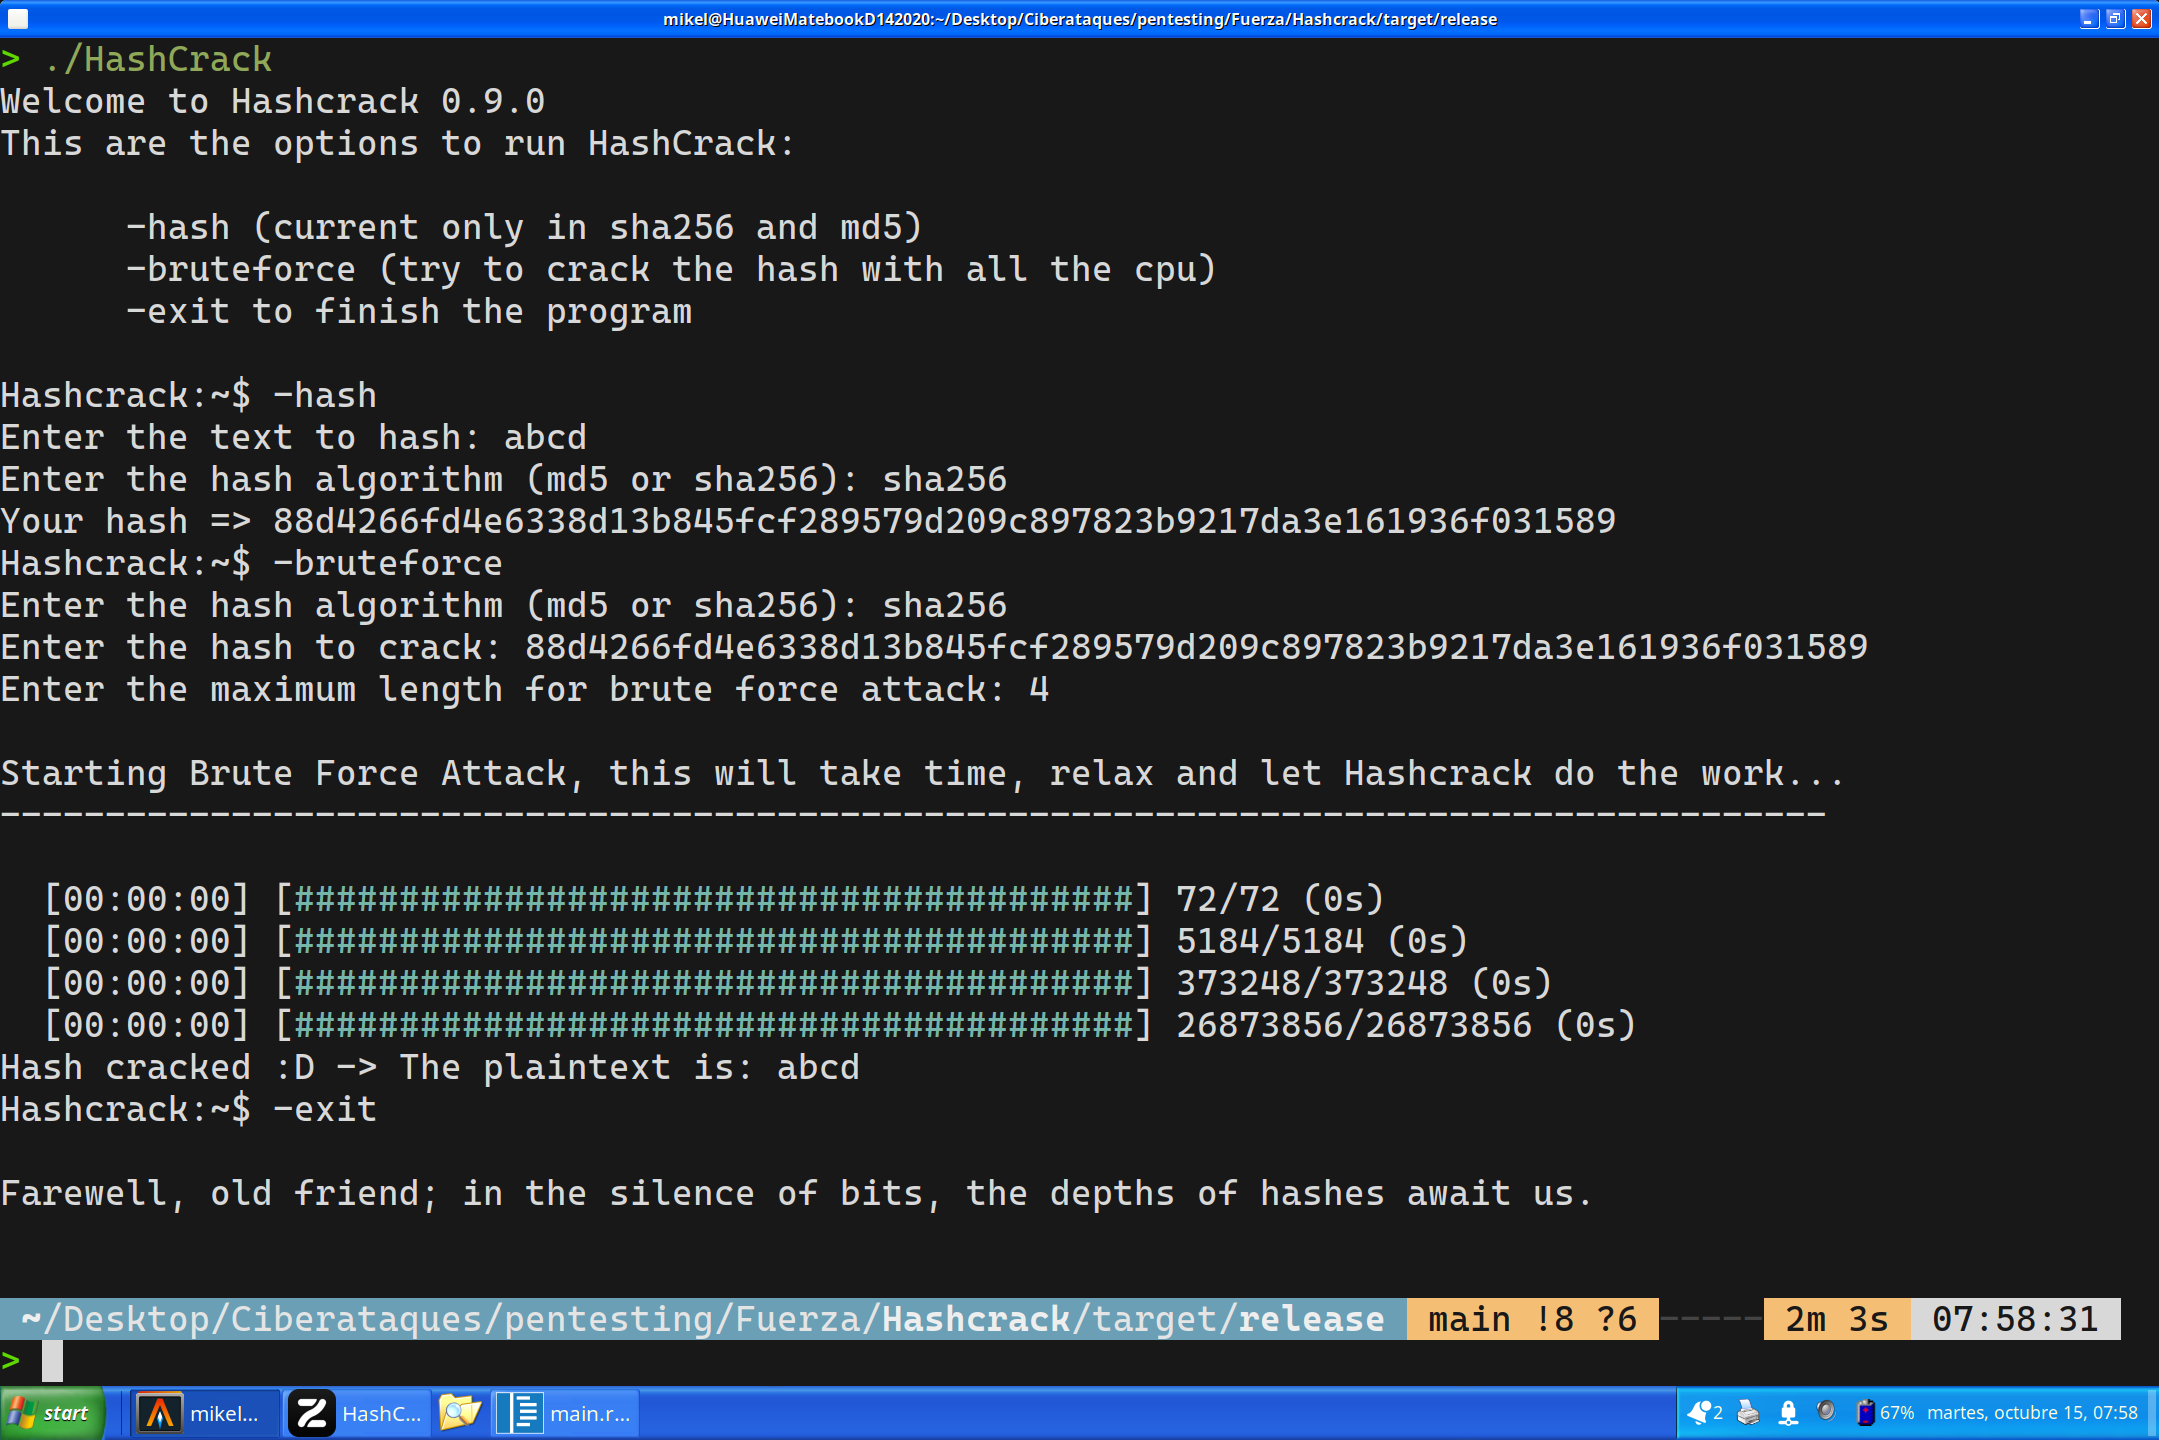 mikel@HuaweiMatebookD142020:~/Desktop/Ciberataques/pentesting/Fuerza/Hashcrack/target/release
> ./HashCrack
Welcome to Hashcrack 0.9.0
This are the options to run HashCrack:
-hash (current only in sha256 and md5)
-bruteforce (try to crack the hash with all the cpu)
-exit to finish the program
Hashcrack:~$ -hash
Enter the text to hash: abcd
Enter the hash algorithm (md5 or sha256): sha256
Your hash => 88d4266fd4e6338d13b845fcf289579d209c897823b9217da3e161936f031589
Hashcrack:~$ -bruteforce
Enter the hash algorithm (md5 or sha256): sha256
Enter the hash to crack: 88d4266fd4e6338d13b845fcf289579d209c897823b9217da3e161936f031589
Enter the maximum length for brute force attack: 4
Starting Brute Force Attack, this will take time, relax and let Hashcrack do the work...
---------------------------------------------------------------------------------------
[00:00:00] [########################################] 72/72 (0s)
[00:00:00] [########################################] 5184/5184 (0s)
[00:00:00] [########################################] 373248/373248 (0s)
[00:00:00] [########################################] 26873856/26873856 (0s)
Hash cracked :D -> The plaintext is: abcd
Hashcrack:~$ -exit
Farewell, old friend; in the silence of bits, the depths of hashes await us.
~/Desktop/Ciberataques/pentesting/Fuerza/Hashcrack/target/release main !8 ?6 ----- 2m 3s 07:58:31
>
start mikel... HashC... main.r... 2 67% martes, octubre 15, 07:58